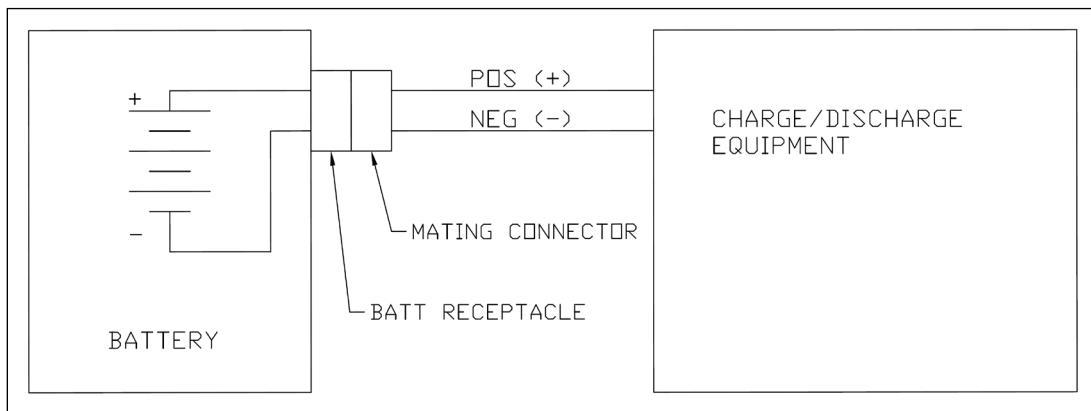 POS (+)
NEG (-)
CHARGE/DISCHARGE
EQUIPMENT
+
-
MATING CONNECTOR
BATT RECEPTACLE
BATTERY